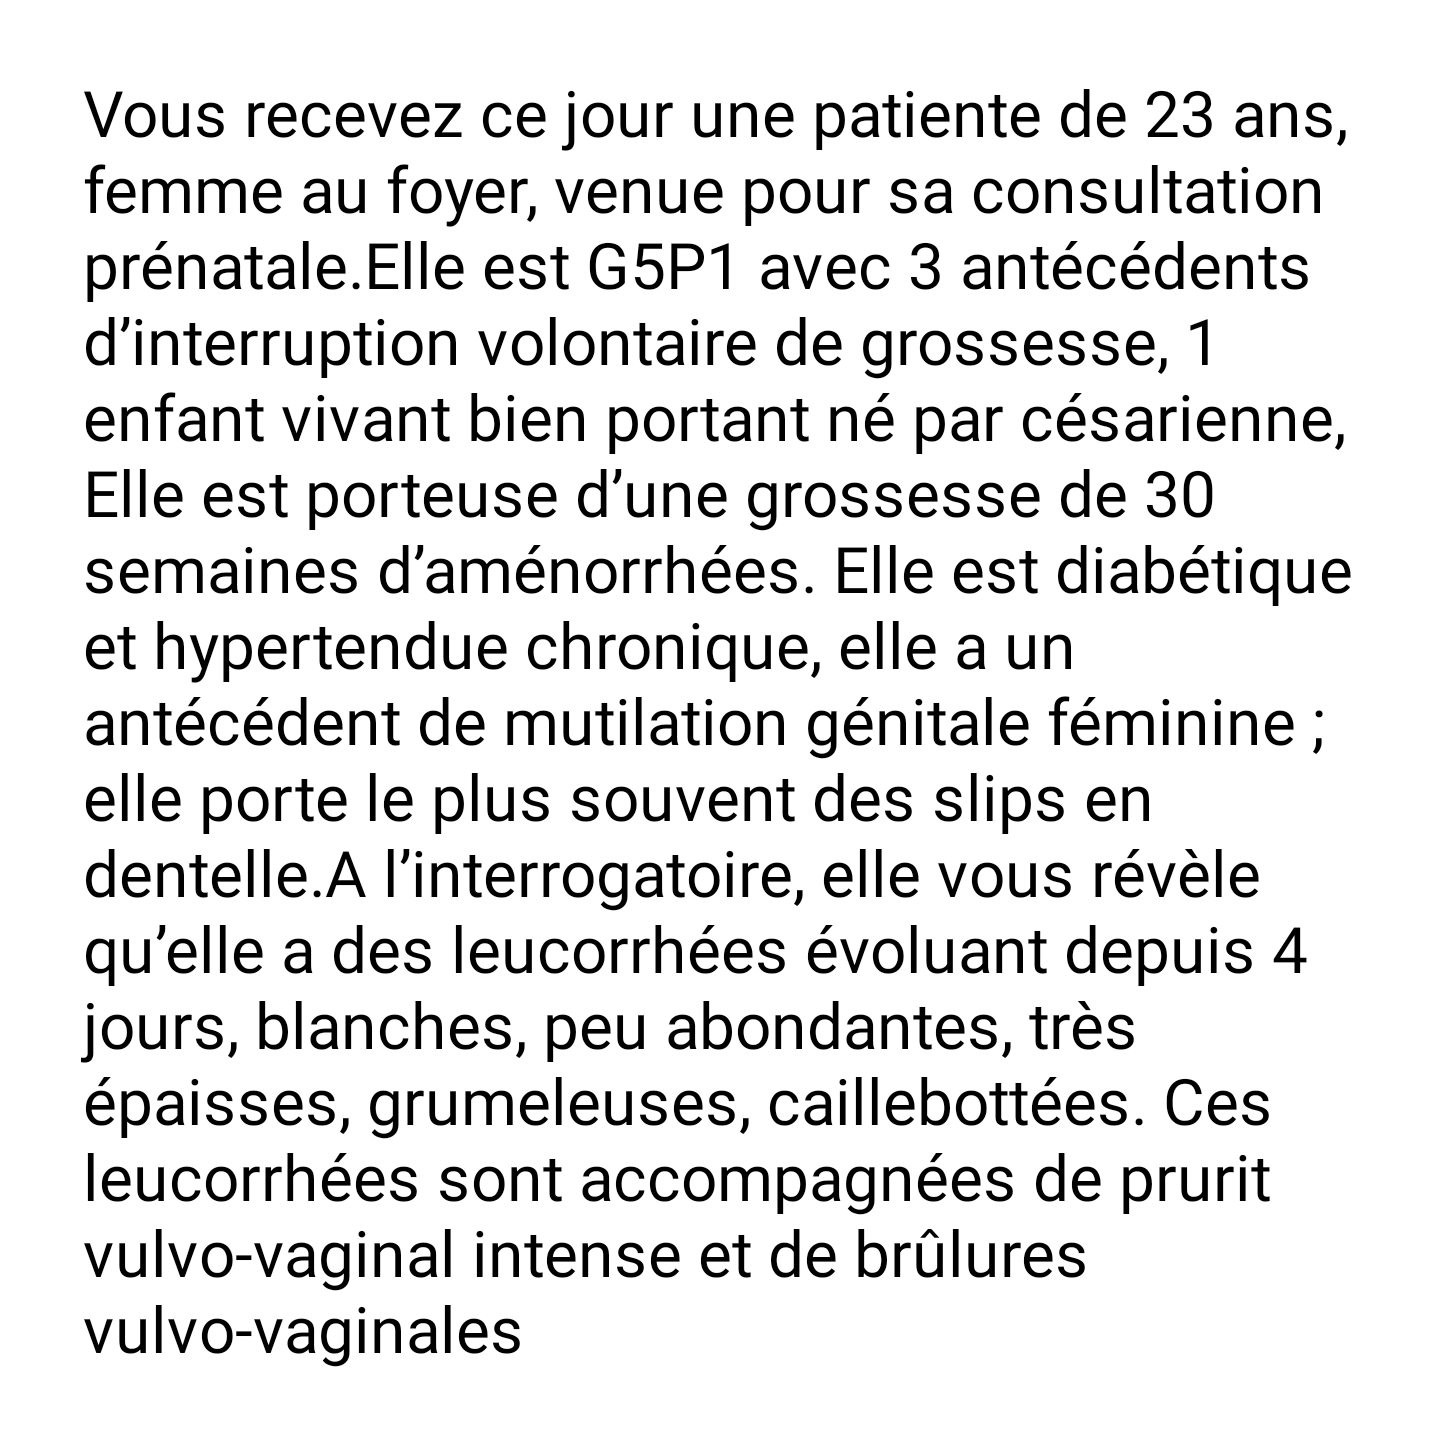 Vous recevez ce jour une patiente de 23 ans,
femme au foyer, venue pour sa consultation
prénatale.Elle est G5P1 avec 3 antécédents
d’interruption volontaire de grossesse, 1
enfant vivant bien portant né par césarienne,
Elle est porteuse d’une grossesse de 30
semaines d’aménorrhées. Elle est diabétique
et hypertendue chronique, elle a un
antécédent de mutilation génitale féminine ;
elle porte le plus souvent des slips en
dentelle.A l’interrogatoire, elle vous révèle
qu’elle a des leucorrhées évoluant depuis 4
jours, blanches, peu abondantes, très
épaisses, grumeleuses, caillebottées. Ces
leucorrhées sont accompagnées de prurit
vulvo-vaginal intense et de brûlures
vulvo-vaginales